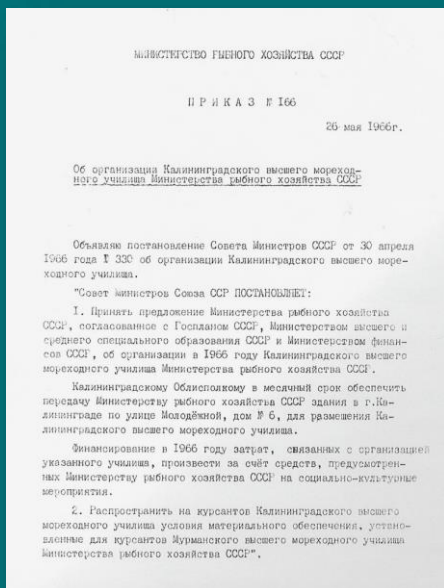 МИНИСТЕРСТВО РЫБНОГО ХОЗЯЙСТВА СССР
П Р И К А З № 166
26 мая 1966г.
Об организации Калининградского высшего мореход-
ного училища Министерства рыбного хозяйства СССР
Объявляю постановление Совета Министров СССР от 30 апреля
1966 года № 330 об организации Калининградского высшего море-
ходного училища.
"Совет Министров Союза ССР ПОСТАНОВЛЯЕТ:
1. Принять предложение Министерства рыбного хозяйства
СССР, согласованное с Госпланом СССР, Министерством высшего и
среднего специального образования СССР и Министерством финан-
сов СССР, об организации в 1966 году Калининградского высшего
мореходного училища Министерства рыбного хозяйства СССР.
Калининградскому Облисполкому в месячный срок обеспечить
передачу Министерству рыбного хозяйства СССР здания в г.Ка-
лининграде по улице Молодёжной, дом № 6, для размещения Ка-
лининградского высшего мореходного училища.
Финансирование в 1966 году затрат, связанных с организацией
указанного училища, произвести за счёт средств, предусмотрен-
ных Министерству рыбного хозяйства СССР на социально-культурные
мероприятия.
2. Распространить на курсантов Калининградского высшего
мореходного училища условия материального обеспечения, устано-
вленные для курсантов Мурманского высшего мореходного училища
Министерства рыбного хозяйства СССР".